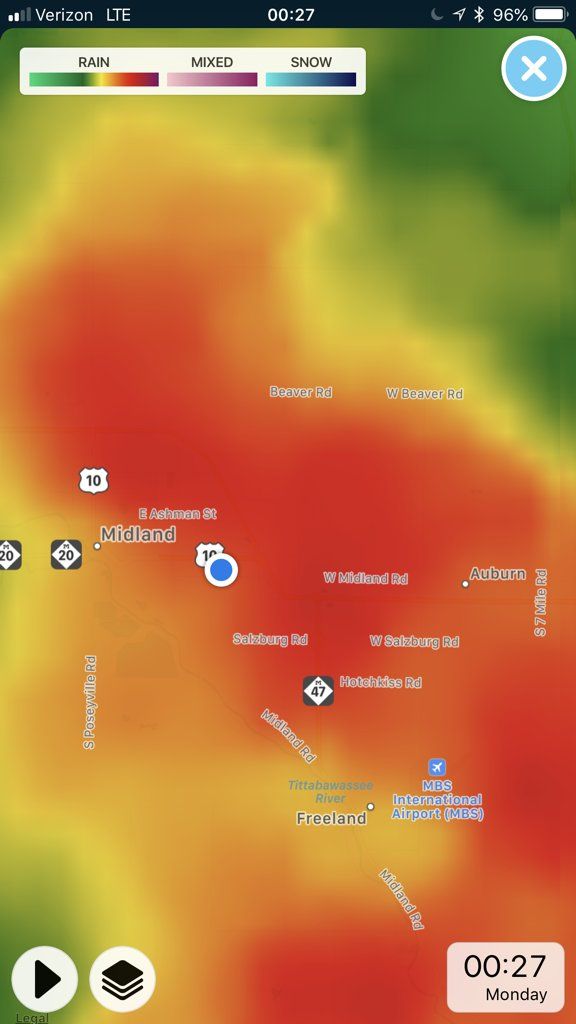 Verizon LTE 00:27 96%
RAIN MIXED SNOW
Beaver Rd
W Beaver Rd
10
E Ashman St
Midland
20
20
10
W Midland Rd
Auburn
S 7 Mile Rd
Salzburg Rd
W Salzburg Rd
M
47
Hotchkiss Rd
S Poseyville Rd
Midland Rd
Tittabawassee
River
MBS
International
Airport (MBS)
Freeland
Midland Rd
00:27
Monday
Legal